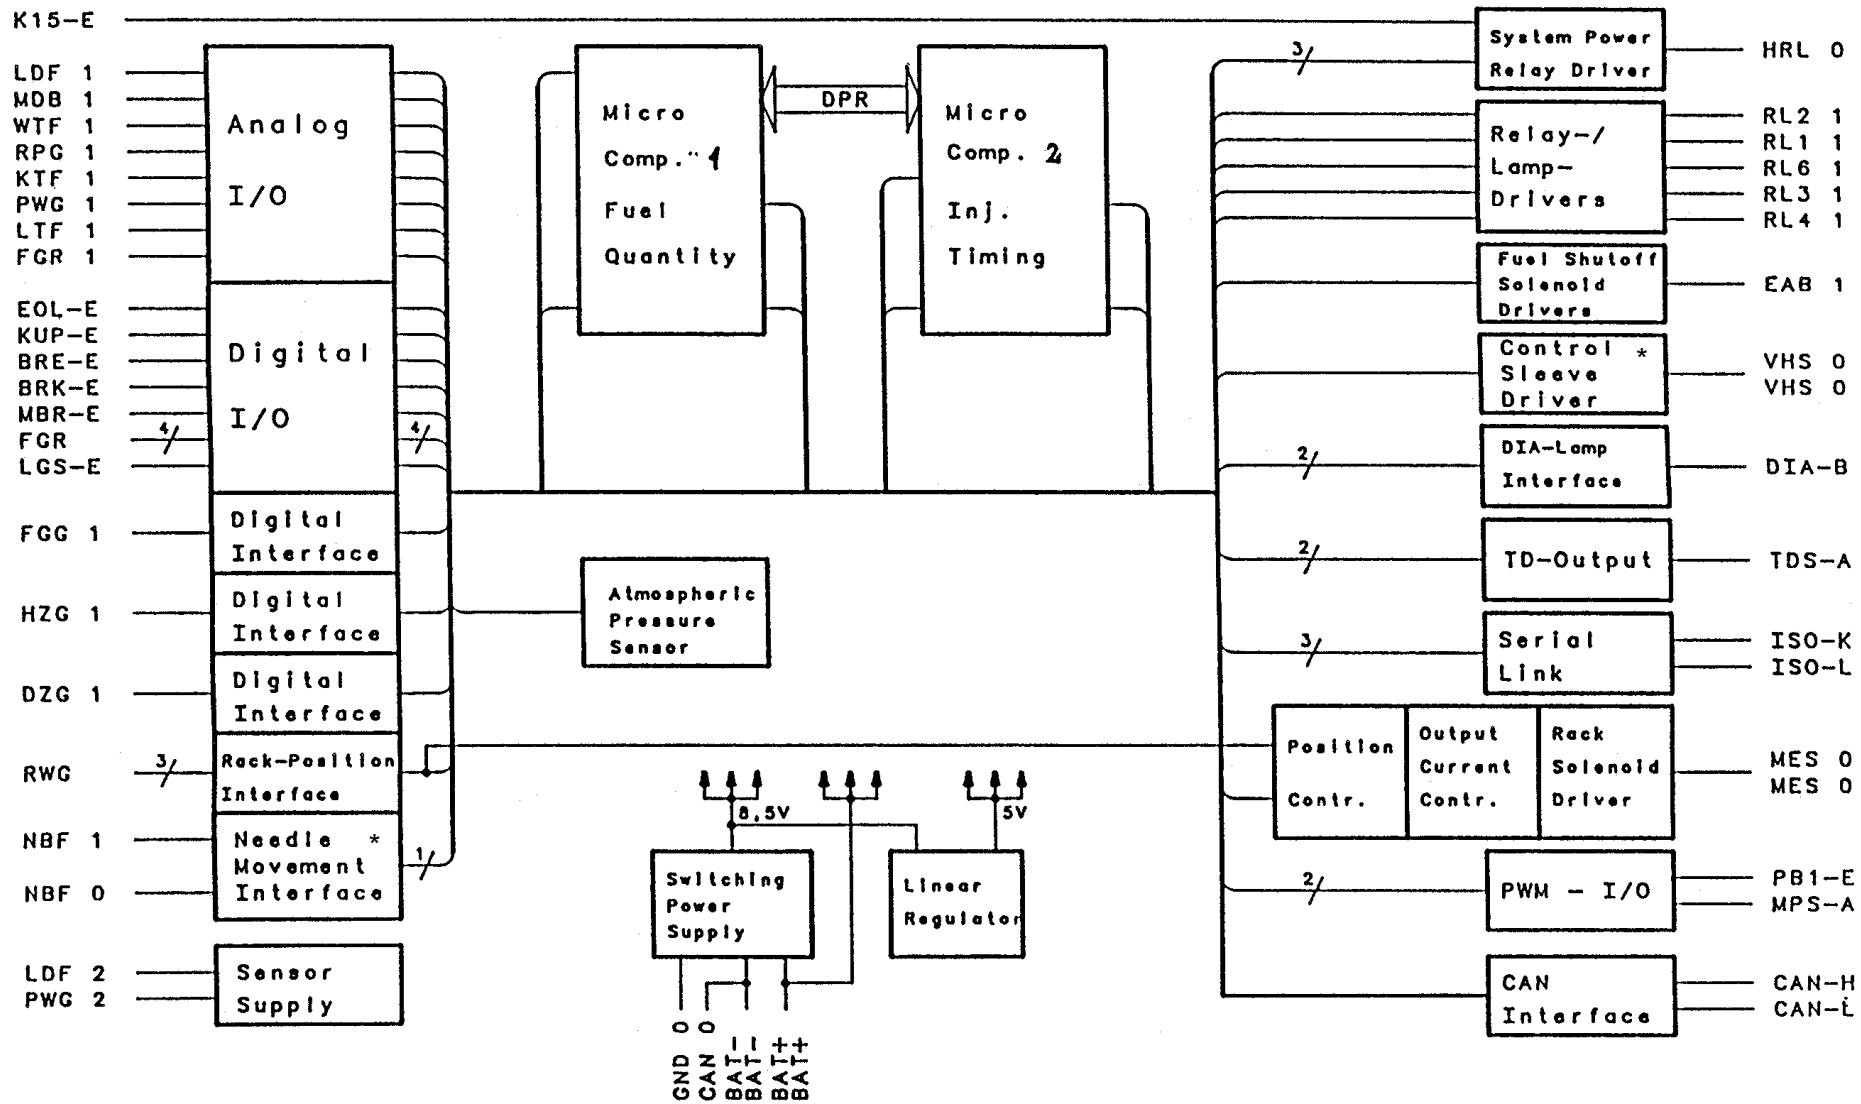 K15-E
LDF 1
MDB 1
WTF 1
RPG 1
KTF 1
PWG 1
LTF 1
FGR 1
EOL-E
KUP-E
BRE-E
BRK-E
MBR-E
FGR
4/
LGS-E
FGG 1
HZG 1
DZG 1
RWG
3/
NBF 1
NBF 0
LDF 2
PWG 2
Analog
I/O
Digital
I/O
4/
Digital
Interface
Digital
Interface
Digital
Interface
Rack-Position
Interface
Needle *
Movement
Interface
1/
Sensor
Supply
Micro
Comp. 1
Fuel
Quantity
DPR
Micro
Comp. 2
Inj.
Timing
Atmospheric
Pressure
Sensor
8,5V
5V
Switching
Power
Supply
Linear
Regulator
GND 0
CAN 0
BAT-
BAT-
BAT+
BAT+
3/
System Power
Relay Driver
HRL 0
Relay-/
Lamp-
Drivers
RL2 1
RL1 1
RL6 1
RL3 1
RL4 1
Fuel Shutoff
Solenoid
Drivers
EAB 1
Control *
Sleeve
Driver
VHS 0
VHS 0
2/
DIA-Lamp
Interface
DIA-B
2/
TD-Output
TDS-A
3/
Serial
Link
ISO-K
ISO-L
Position
Contr.
Output
Current
Contr.
Rack
Solenoid
Driver
MES 0
MES 0
2/
PWM - I/O
PB1-E
MPS-A
CAN
Interface
CAN-H
CAN-L